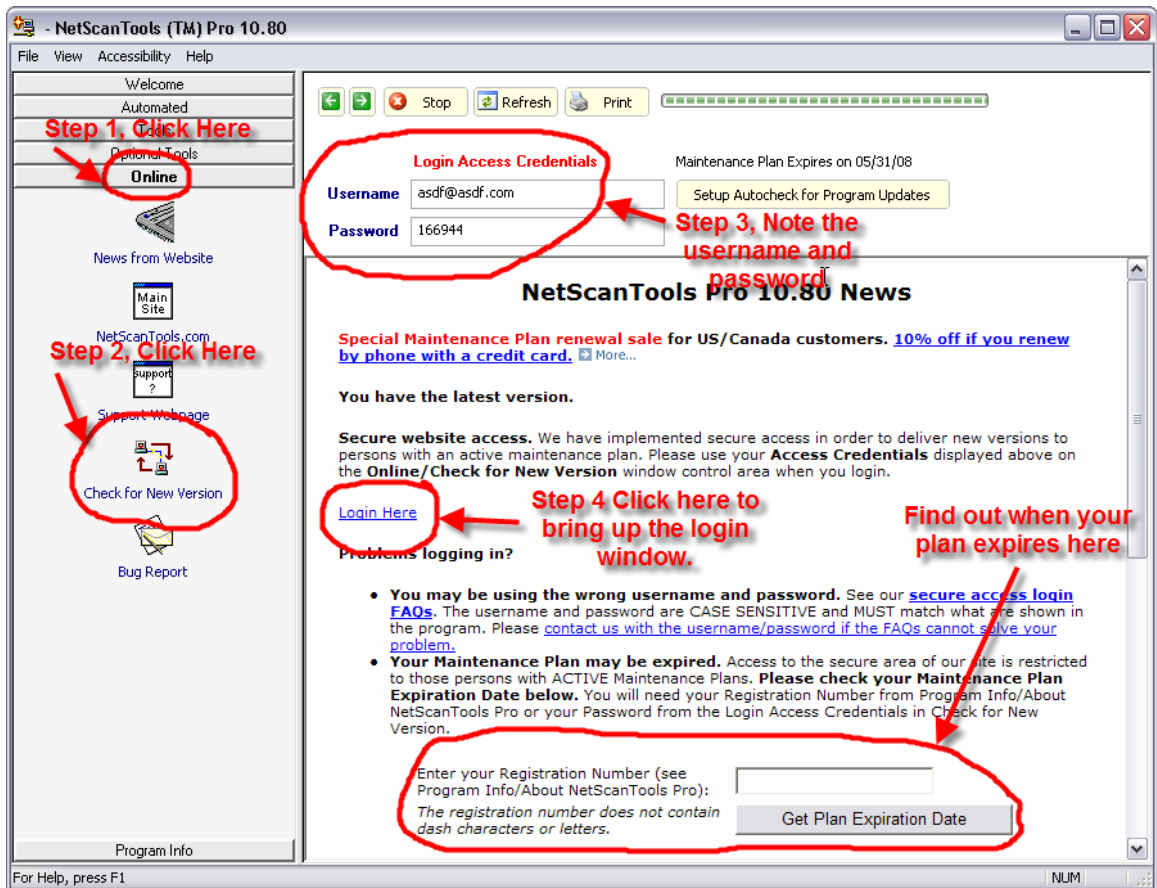 - NetScanTools (TM) Pro 10.80
File View Accessibility Help
Welcome
Automated
Tools
Step 1, Click Here
Optional Tools
Online
News from Website
Main
Site
NetScanTools.com
Step 2, Click Here
support
?
Support Webpage
Check for New Version
Bug Report
Program Info
Stop Refresh Print
Login Access Credentials
Maintenance Plan Expires on 05/31/08
Username asdf@asdf.com
Setup Autocheck for Program Updates
Password 166944
Step 3, Note the
username and
password
NetScanTools Pro 10.80 News
Special Maintenance Plan renewal sale for US/Canada customers. 10% off if you renew
by phone with a credit card. More...
You have the latest version.
Secure website access. We have implemented secure access in order to deliver new versions to
persons with an active maintenance plan. Please use your Access Credentials displayed above on
the Online/Check for New Version window control area when you login.
Login Here
Step 4 Click here to
bring up the login
window.
Find out when your
plan expires here
Problems logging in?
• You may be using the wrong username and password. See our secure access login
FAQs. The username and password are CASE SENSITIVE and MUST match what are shown in
the program. Please contact us with the username/password if the FAQs cannot solve your
problem.
• Your Maintenance Plan may be expired. Access to the secure area of our site is restricted
to those persons with ACTIVE Maintenance Plans. Please check your Maintenance Plan
Expiration Date below. You will need your Registration Number from Program Info/About
NetScanTools Pro or your Password from the Login Access Credentials in Check for New
Version.
Enter your Registration Number (see
Program Info/About NetScanTools Pro):
The registration number does not contain
dash characters or letters.
Get Plan Expiration Date
For Help, press F1
NUM